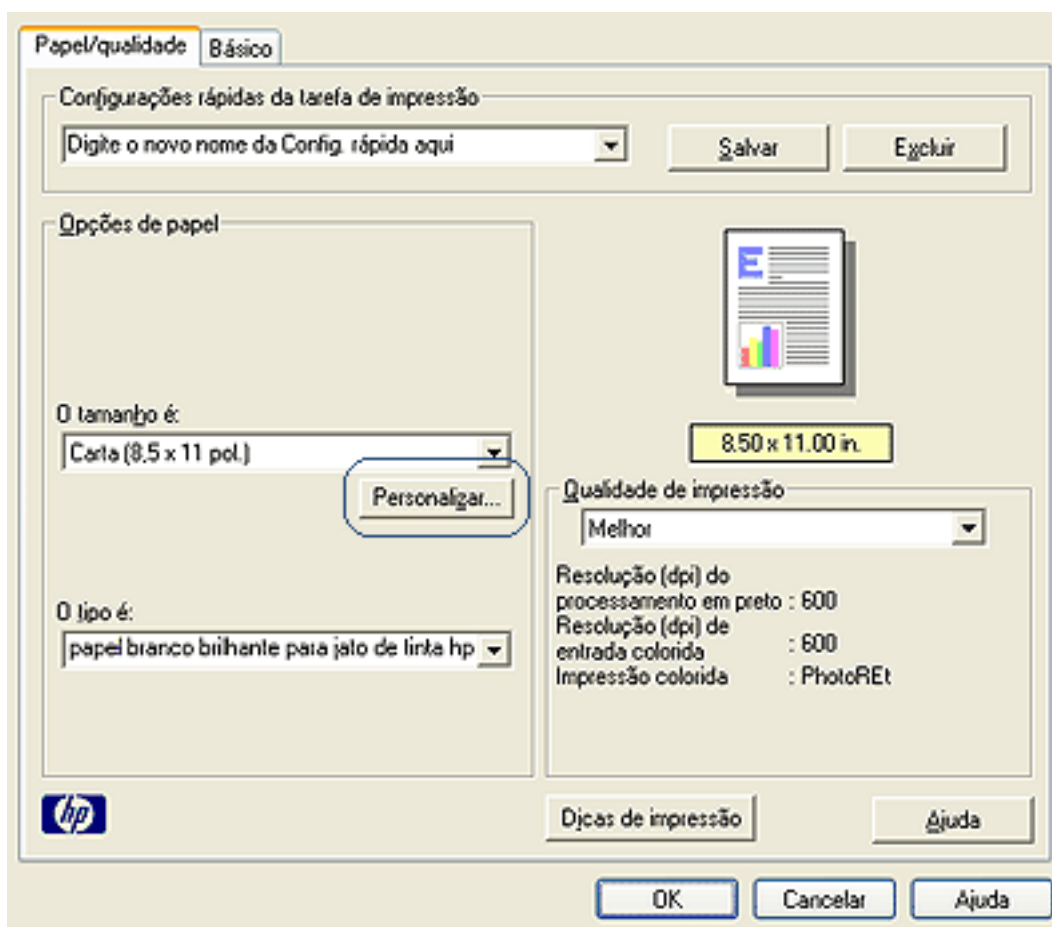 Papel/qualidade
Básico
Configurações rápidas da tarefa de impressão
Digite o novo nome da Config. rápida aqui
Salvar
Excluir
Opções de papel
E
O tamanho é:
Carta (8,5 x 11 pol.)
8.50 x 11.00 in.
Personalizar...
Qualidade de impressão
Melhor
Resolução (dpi) do
processamento em preto : 600
Resolução (dpi) de
entrada colorida : 600
Impressão colorida : PhotoREt
O tipo é:
papel branco brilhante para jato de tinta hp
hp
Dicas de impressão
Ajuda
OK
Cancelar
Ajuda